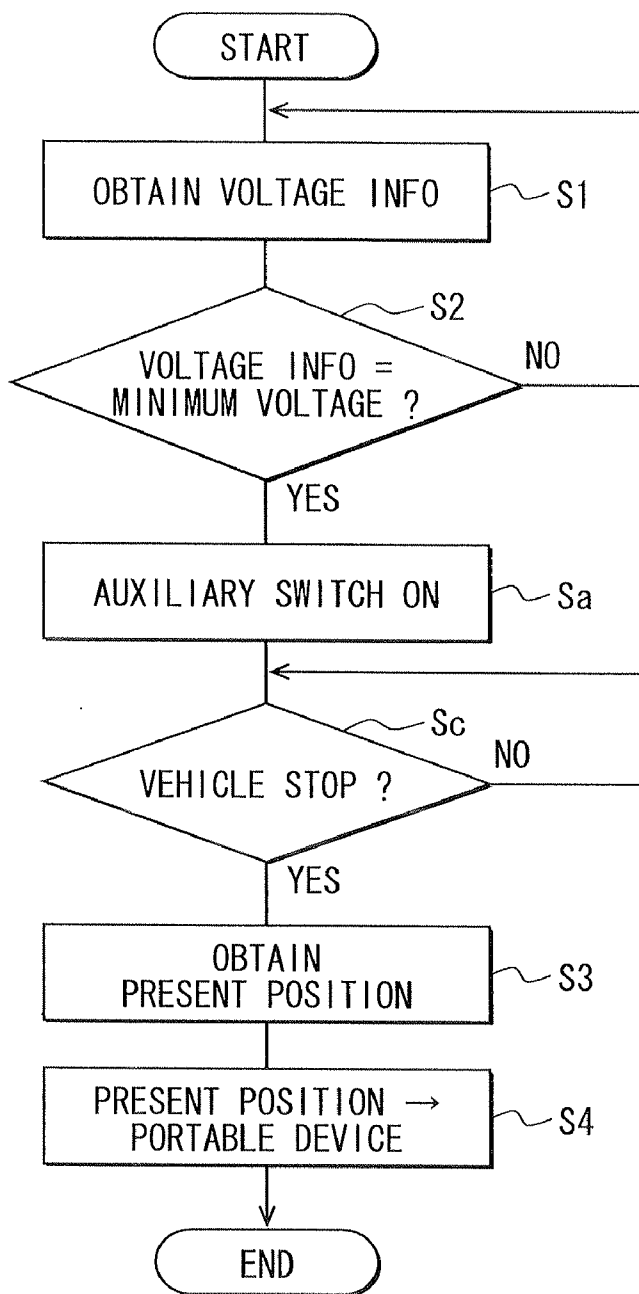 START
OBTAIN VOLTAGE INFO
S1
S2
VOLTAGE INFO =
MINIMUM VOLTAGE ?
NO
YES
AUXILIARY SWITCH ON
Sa
Sc
VEHICLE STOP ?
NO
YES
OBTAIN
PRESENT POSITION
S3
PRESENT POSITION →
PORTABLE DEVICE
S4
END